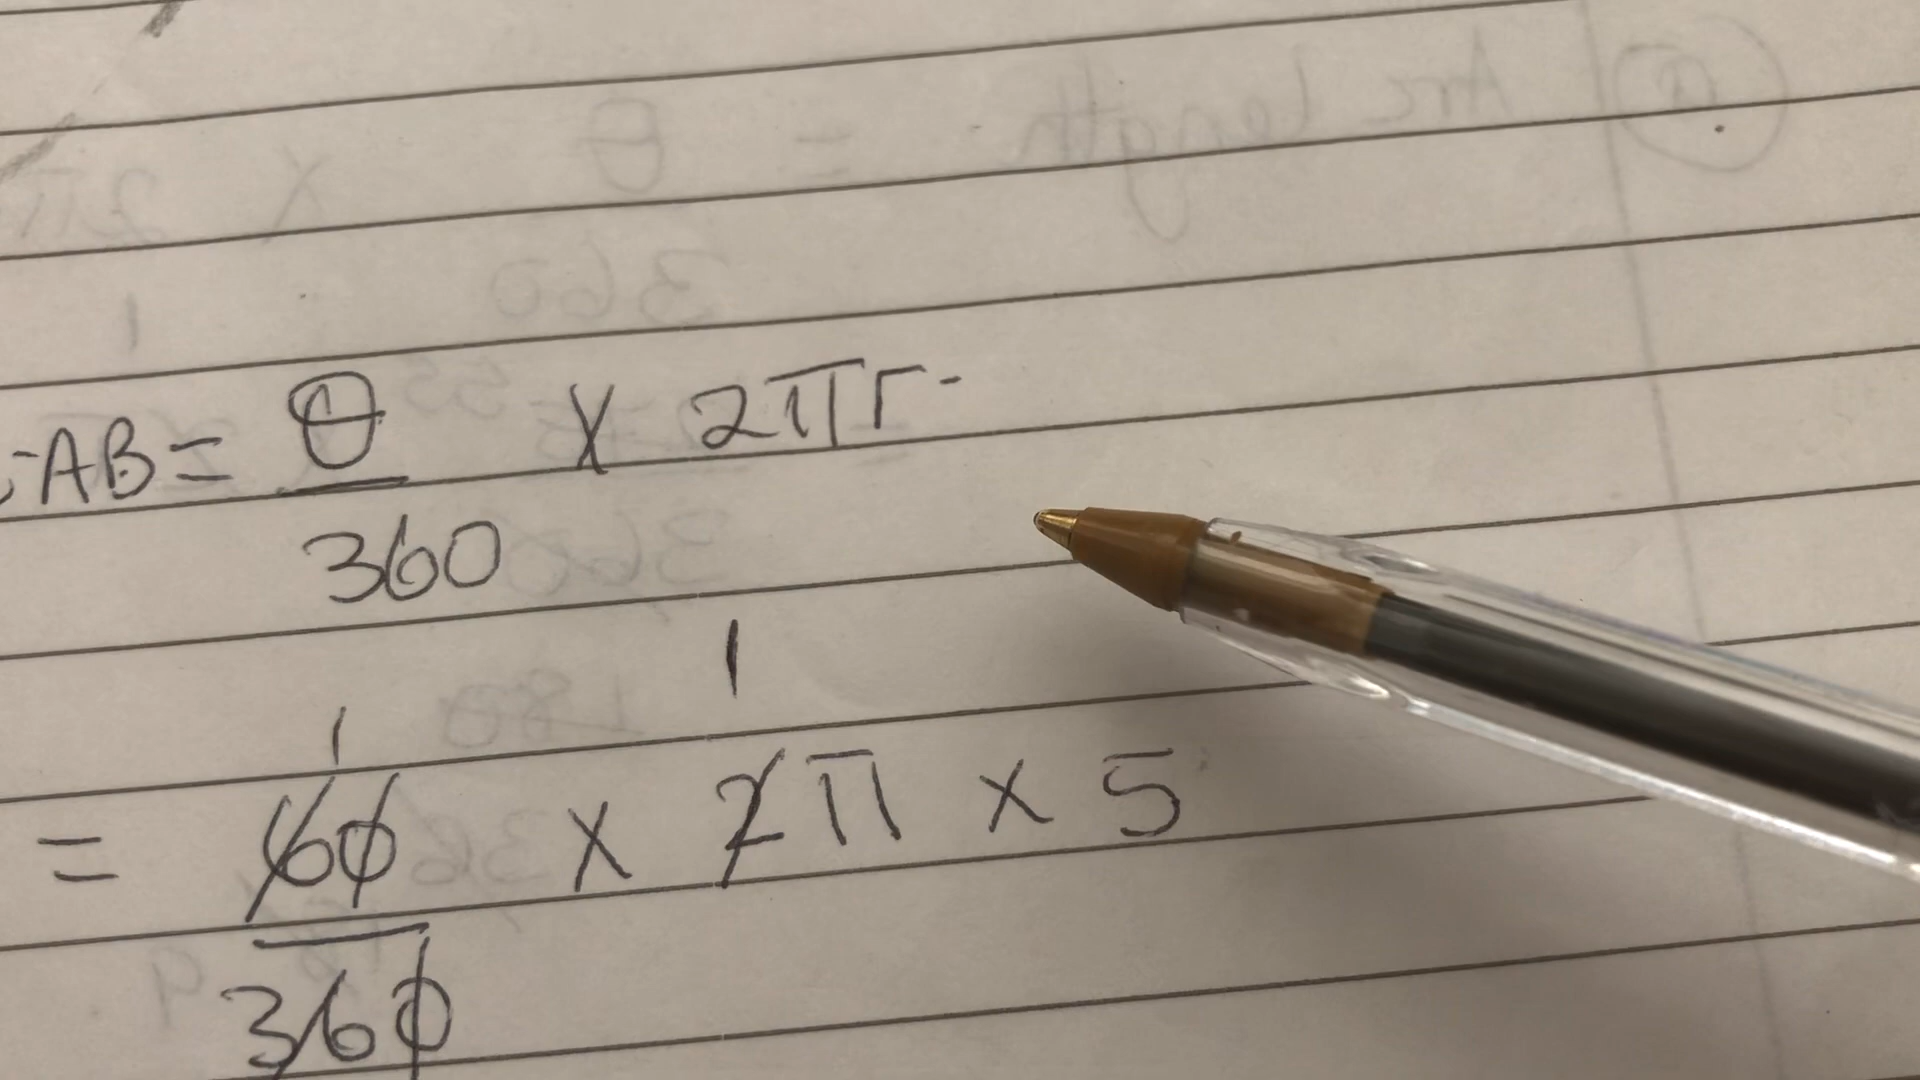 AB = θ/360 × 2πr.
1 1
= 60/360 × 2π × 5